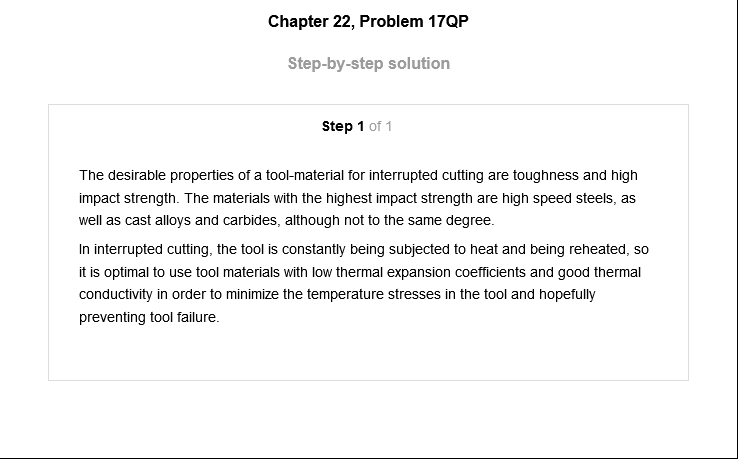 Chapter 22, Problem 17QP
Step-by-step solution
Step 1 of 1
The desirable properties of a tool-material for interrupted cutting are toughness and high
impact strength. The materials with the highest impact strength are high speed steels, as
well as cast alloys and carbides, although not to the same degree.
In interrupted cutting, the tool is constantly being subjected to heat and being reheated, so
it is optimal to use tool materials with low thermal expansion coefficients and good thermal
conductivity in order to minimize the temperature stresses in the tool and hopefully
preventing tool failure.